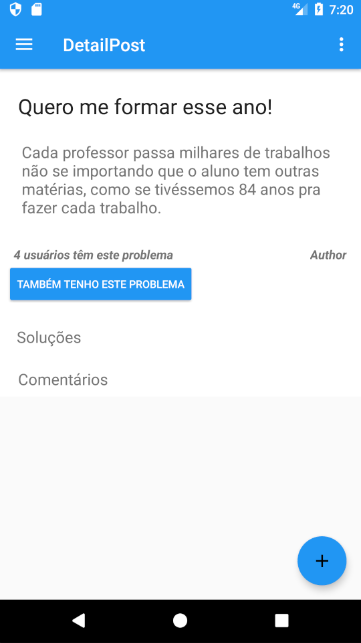 4G 7:20
DetailPost
Quero me formar esse ano!
Cada professor passa milhares de trabalhos
não se importando que o aluno tem outras
matérias, como se tivéssemos 84 anos pra
fazer cada trabalho.
4 usuários têm este problema Author
TAMBÉM TENHO ESTE PROBLEMA
Soluções
Comentários